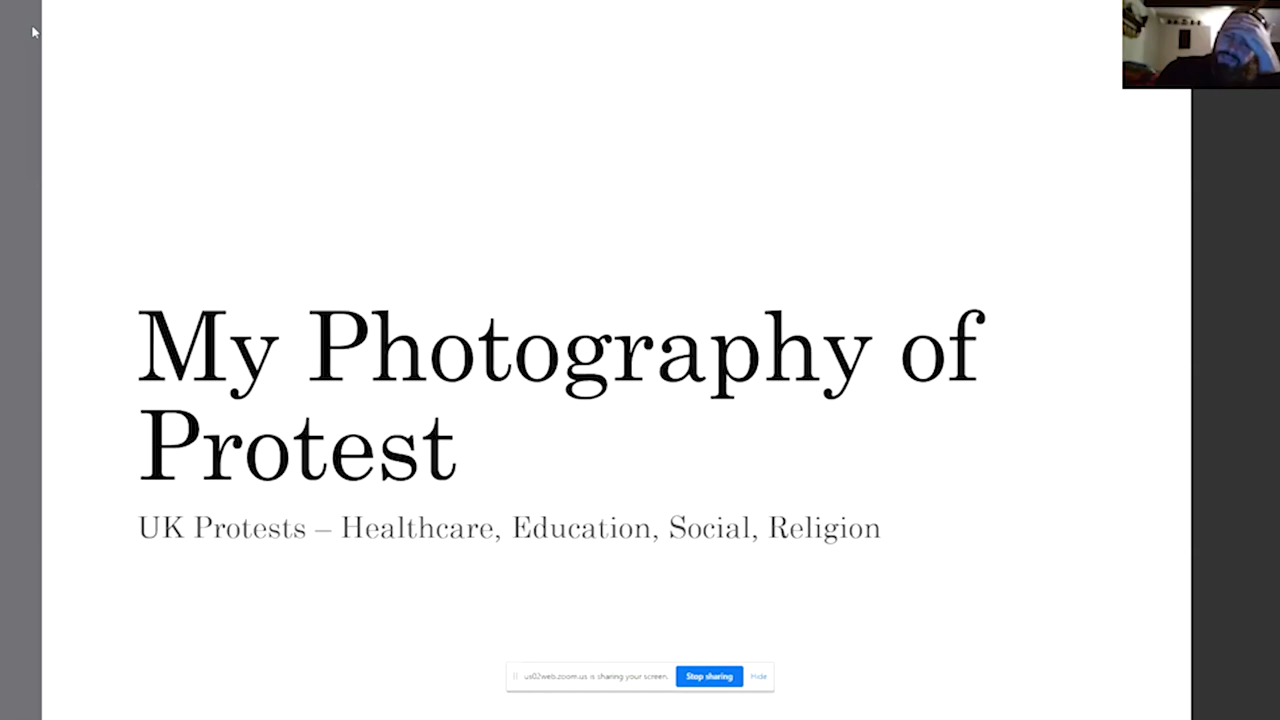 My Photography of
Protest
UK Protests – Healthcare, Education, Social, Religion
us02web.zoom.us is sharing your screen. Stop sharing Hide